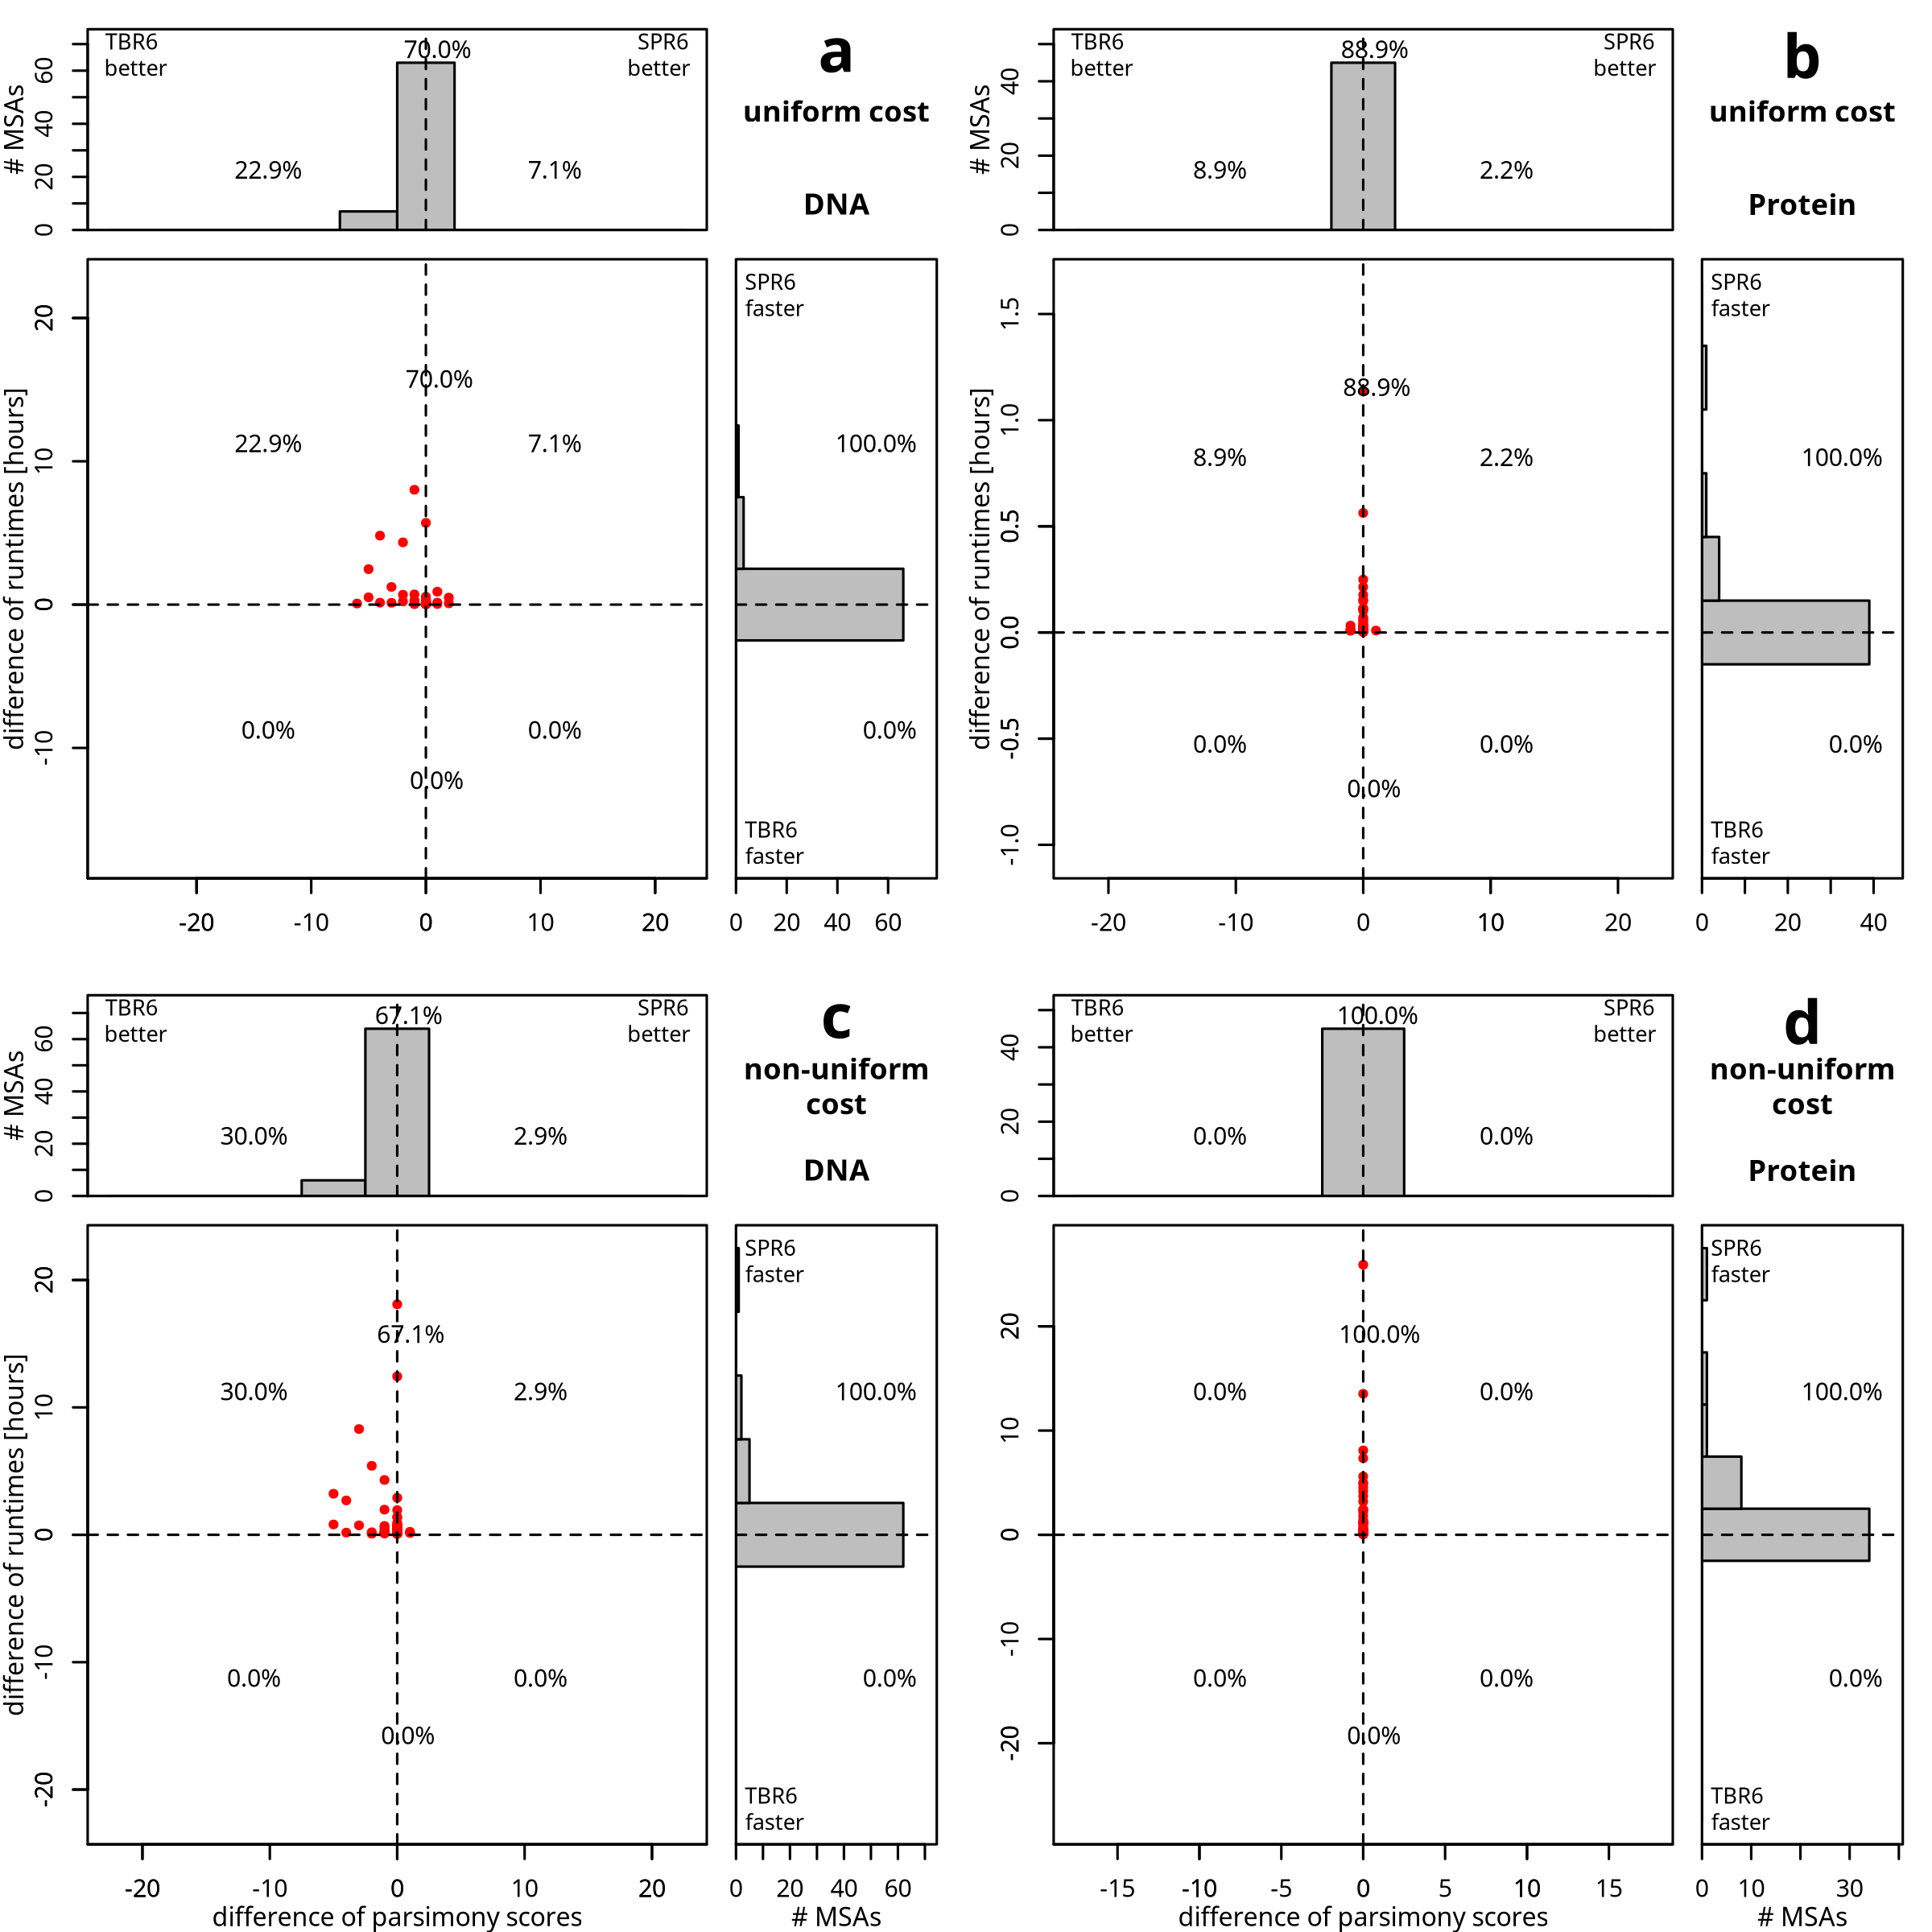 TBR6
better
70.0%
SPR6
better
22.9%
7.1%
# MSAs
0
20
40
60
a
uniform cost
DNA
difference of runtimes [hours]
-10
0
10
20
70.0%
22.9%
7.1%
0.0%
0.0%
0.0%
-20
-10
0
10
20
SPR6
faster
100.0%
0.0%
TBR6
faster
0
20
40
60
TBR6
better
88.9%
SPR6
better
8.9%
2.2%
# MSAs
0
20
40
b
uniform cost
Protein
difference of runtimes [hours]
-1.0
-0.5
0.0
0.5
1.0
1.5
88.9%
8.9%
2.2%
0.0%
0.0%
0.0%
-20
-10
0
10
20
SPR6
faster
100.0%
0.0%
TBR6
faster
0
20
40
TBR6
better
67.1%
SPR6
better
30.0%
2.9%
# MSAs
0
20
40
60
c
non-uniform
cost
DNA
difference of runtimes [hours]
-20
-10
0
10
20
67.1%
30.0%
2.9%
0.0%
0.0%
0.0%
-20
-10
0
10
20
difference of parsimony scores
SPR6
faster
100.0%
0.0%
TBR6
faster
0
20
40
60
# MSAs
TBR6
better
100.0%
SPR6
better
0.0%
0.0%
0
20
40
d
non-uniform
cost
Protein
-20
-10
0
10
20
100.0%
0.0%
0.0%
0.0%
0.0%
0.0%
-15
-10
-5
0
5
10
15
difference of parsimony scores
SPR6
faster
100.0%
0.0%
TBR6
faster
0
10
30
# MSAs